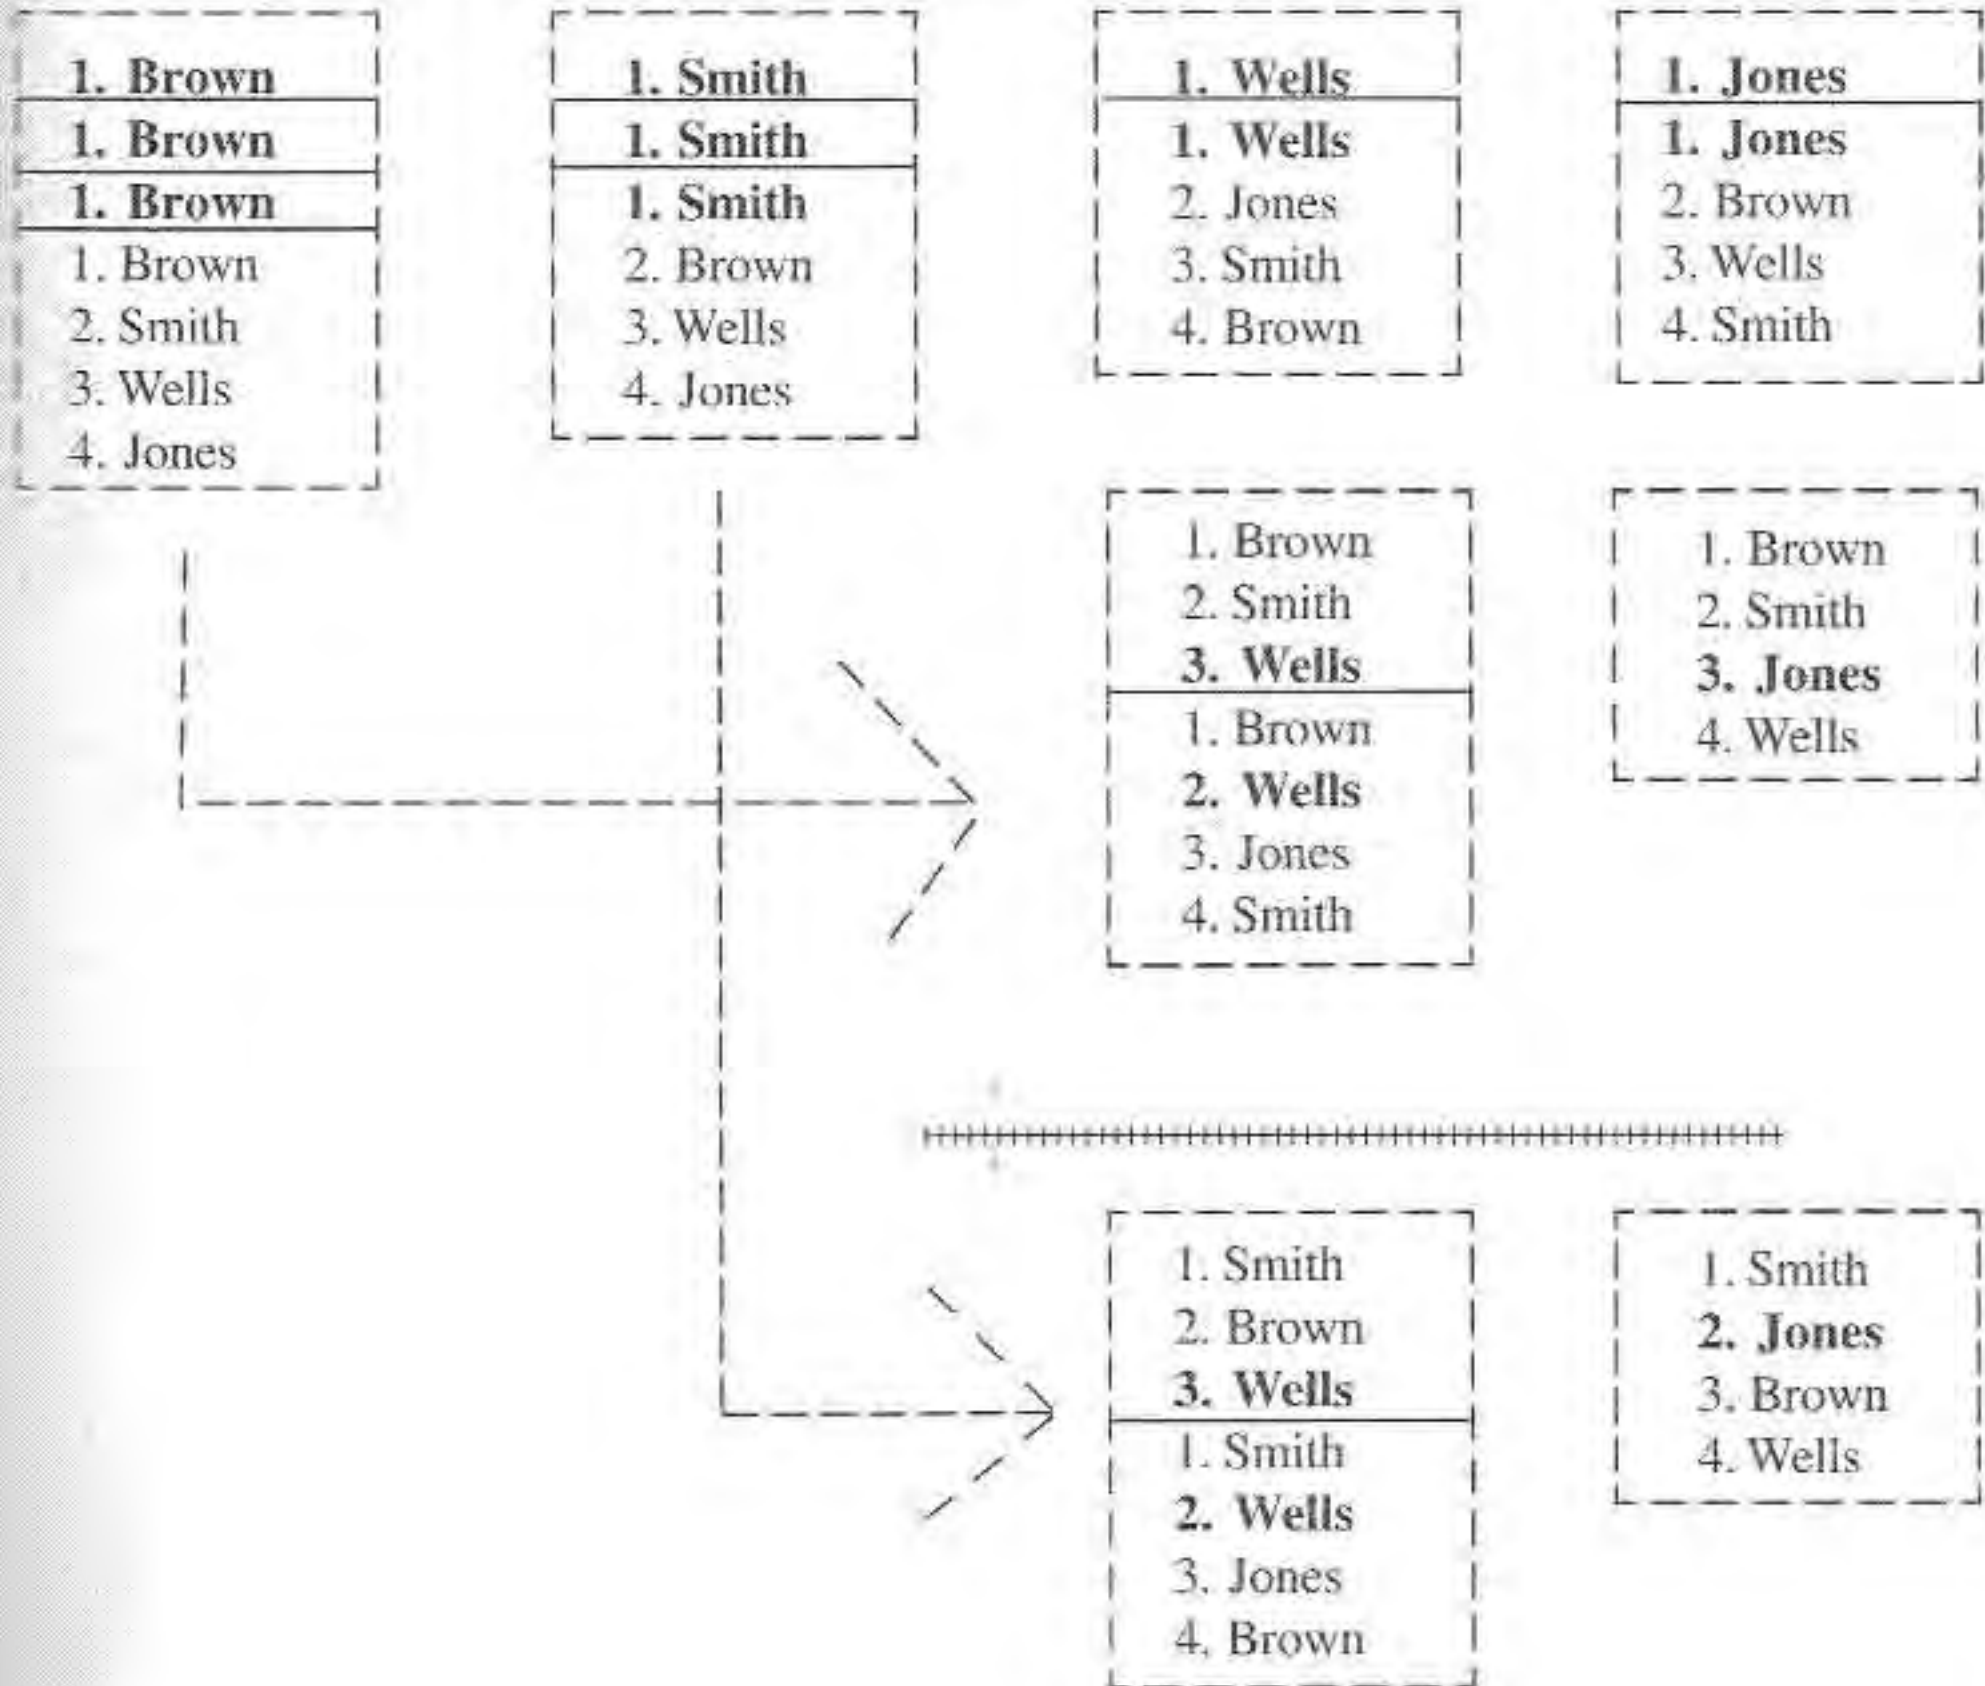 1. Brown
1. Brown
1. Brown
1. Brown
2. Smith
3. Wells
4. Jones
1. Smith
1. Smith
1. Smith
2. Brown
3. Wells
4. Jones
1. Wells
1. Wells
2. Jones
3. Smith
4. Brown
1. Jones
1. Jones
2. Brown
3. Wells
4. Smith
1. Brown
2. Smith
3. Wells
1. Brown
2. Wells
3. Jones
4. Smith
1. Brown
2. Smith
3. Jones
4. Wells
1. Smith
2. Brown
3. Wells
1. Smith
2. Wells
3. Jones
4. Brown
1. Smith
2. Jones
3. Brown
4. Wells